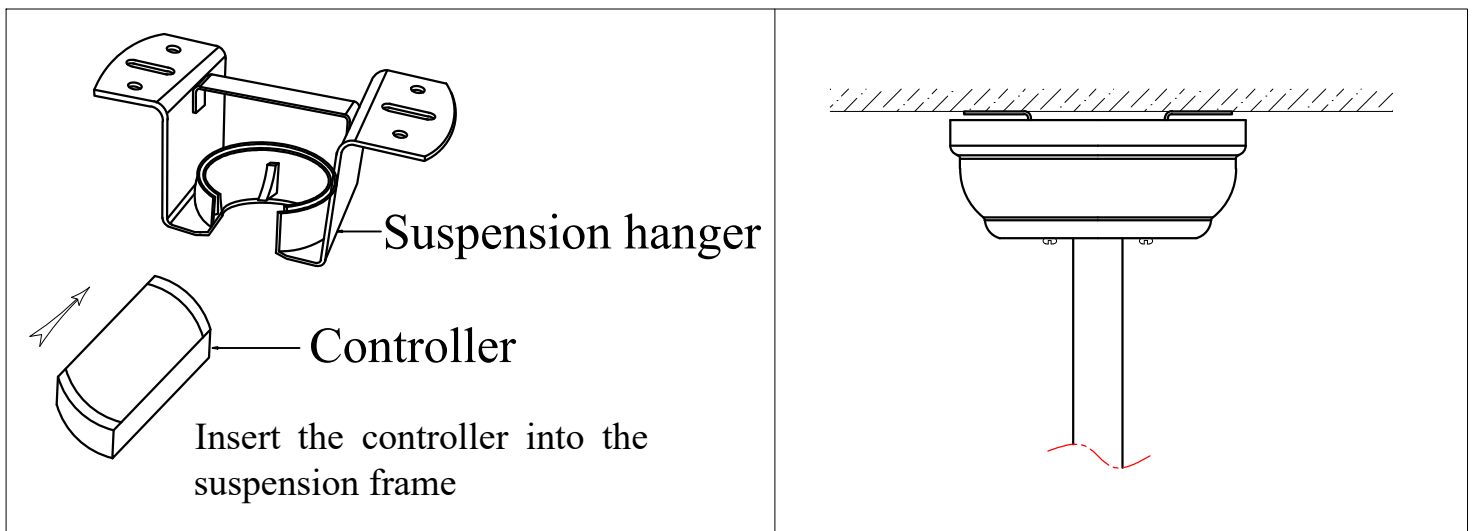 Suspension hanger
Controller
Insert the controller into the
suspension frame